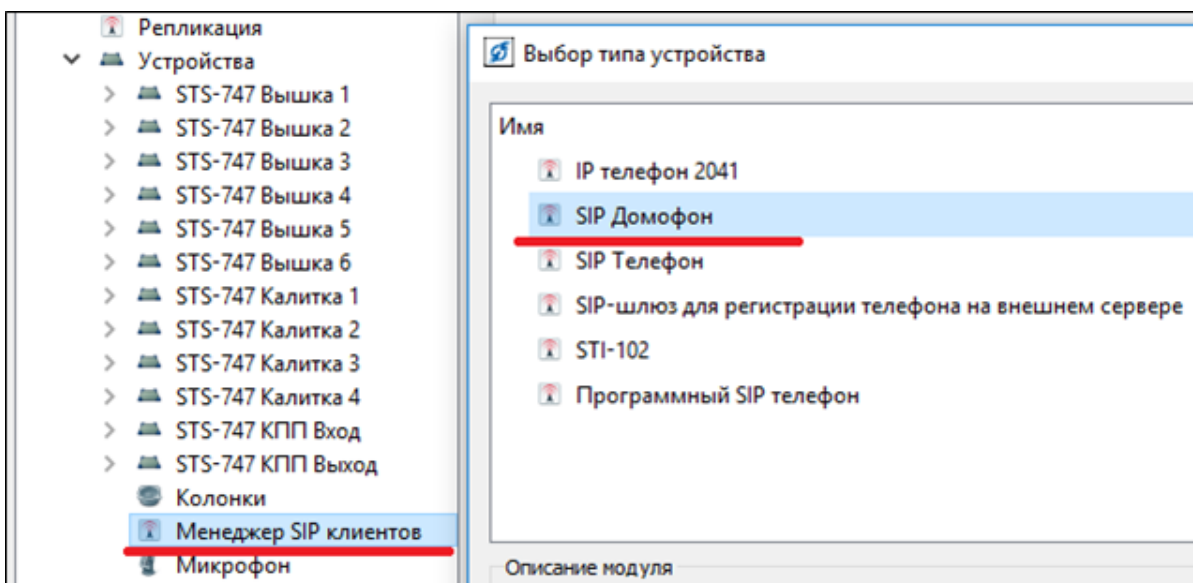 Репликация
Устройства
STS-747 Вышка 1
STS-747 Вышка 2
STS-747 Вышка 3
STS-747 Вышка 4
STS-747 Вышка 5
STS-747 Вышка 6
STS-747 Калитка 1
STS-747 Калитка 2
STS-747 Калитка 3
STS-747 Калитка 4
STS-747 КПП Вход
STS-747 КПП Выход
Колонки
Менеджер SIP клиентов
Микрофон
Выбор типа устройства
Имя
IP телефон 2041
SIP Домофон
SIP Телефон
SIP-шлюз для регистрации телефона на внешнем сервере
STI-102
Программный SIP телефон
Описание модуля